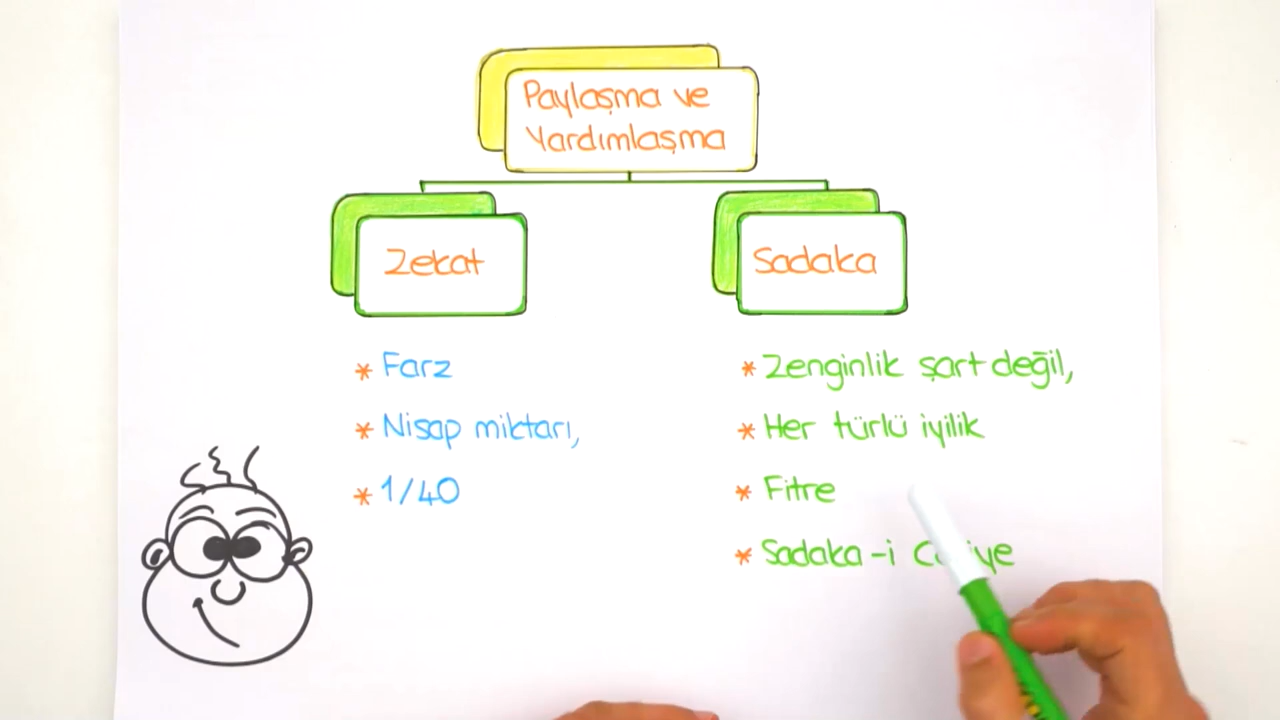 Paylaşma ve
Yardımlaşma
Zekat
Sadaka
* Farz
* Nisap miktarı,
* 1/40
* Zenginlik şart değil,
* Her türlü iyilik
* Fitre
* Sadaka-i